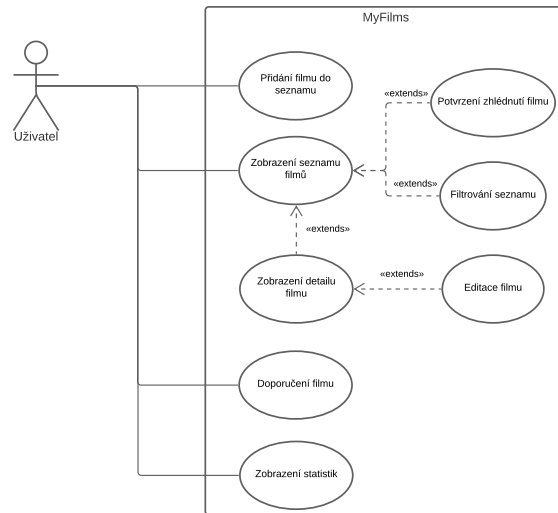 MyFilms
Přidání filmu do
seznamu
«extends»
Potvrzení zhlédnutí filmu
Uživatel
Zobrazení seznamu
filmů
«extends»
Filtrování seznamu
«extends»
Zobrazení detailu
filmu
«extends»
Editace filmu
Doporučení filmu
Zobrazení statistik